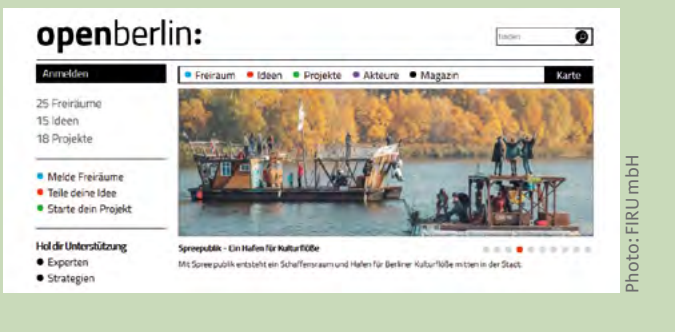 openberlin:
finden
Anmelden
Freiraum Ideen Projekte Akteure Magazin Karte
25 Freiräume
15 Ideen
18 Projekte
Melde Freiräume
Teile deine Idee
Starte dein Projekt
Hol dir Unterstützung
Experten
Strategien
Spreepublik - Ein Hafen für Kulturflöße
Mit Spreepublik entsteht ein Schaffensraum und Hafen für Berliner Kulturflöße mitten in der Stadt.
Photo: FIRU mbH